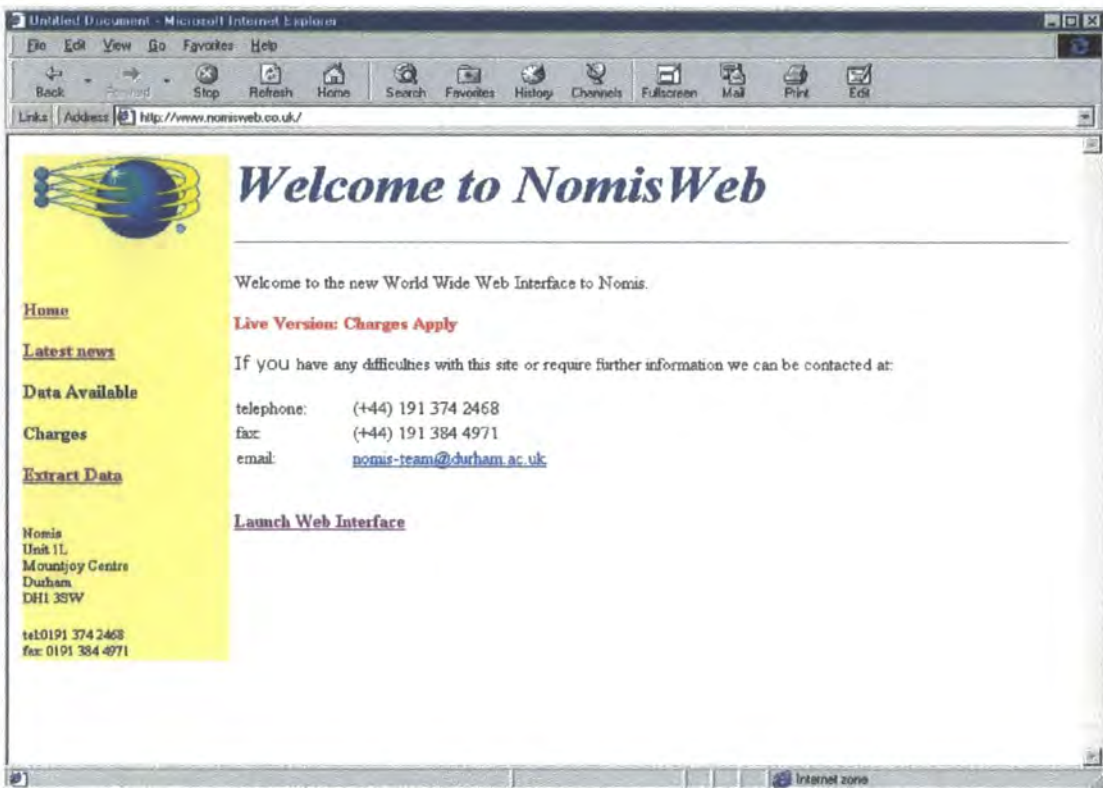 Untitled Document - Microsoft Internet Explorer
File Edit View Go Favorites Help
Back Forward Stop Refresh Home Search Favorites History Channels Fullscreen Mail Print Edit
Links Address http://www.nomisweb.co.uk/
Welcome to NomisWeb
Welcome to the new World Wide Web Interface to Nomis.
Live Version: Charges Apply
If you have any difficulties with this site or require further information we can be contacted at:
telephone: (+44) 191 374 2468
fax: (+44) 191 384 4971
email: nomis-team@durham.ac.uk
Launch Web Interface
Home
Latest news
Data Available
Charges
Extract Data
Nomis
Unit 1L
Mountjoy Centre
Durham
DH1 3SW
tel:0191 374 2468
fax: 0191 384 4971
Internet zone